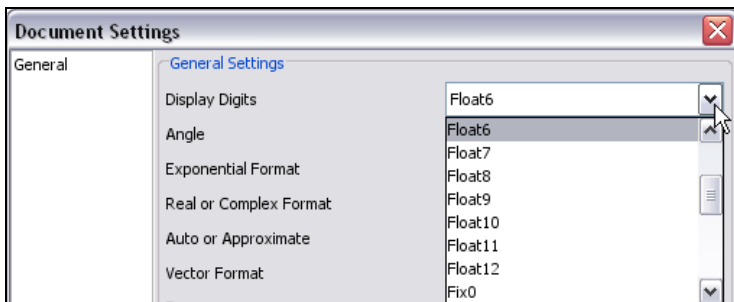 Document Settings
General
General Settings
Display Digits
Float6
Float6
Angle
Float7
Exponential Format
Float8
Real or Complex Format
Float9
Float10
Auto or Approximate
Float11
Vector Format
Float12
Fix0